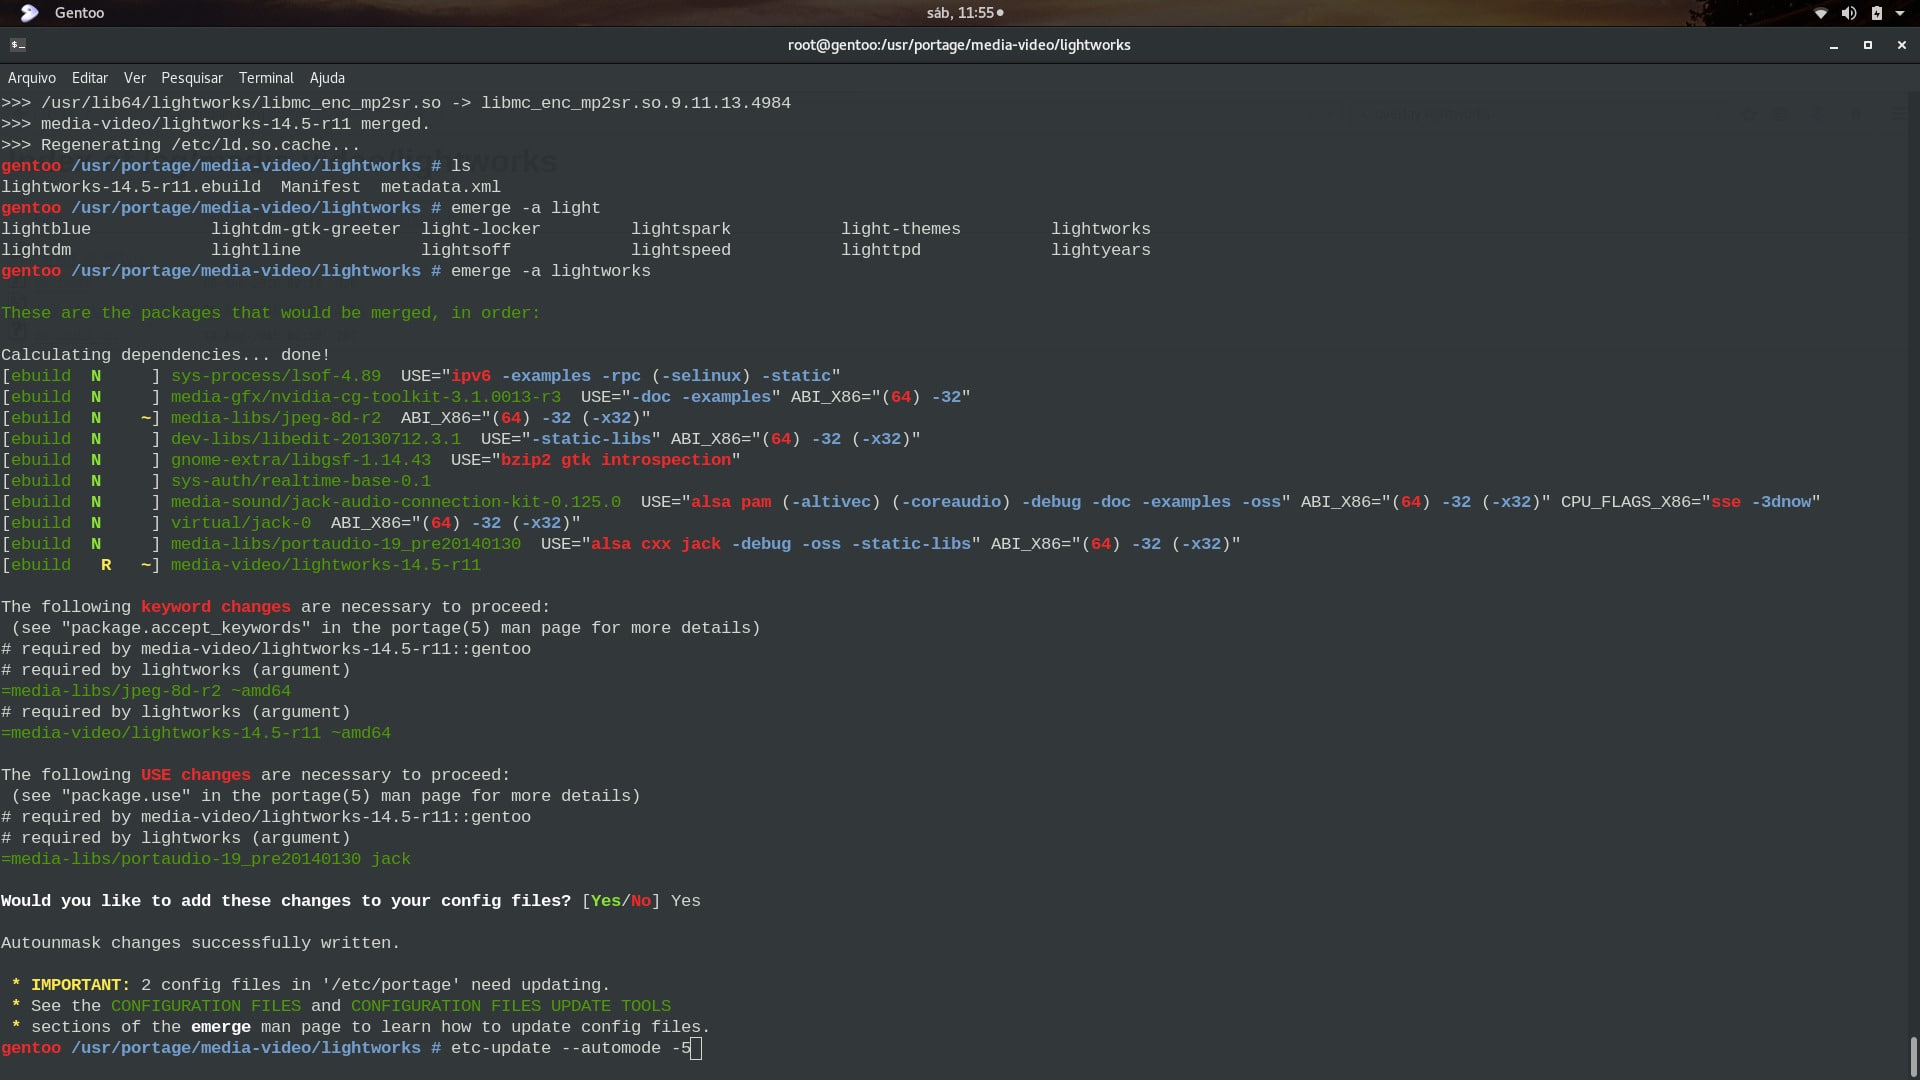 Gentoo
sáb, 11:55
root@gentoo:/usr/portage/media-video/lightworks
Arquivo Editar Ver Pesquisar Terminal Ajuda
>>> /usr/lib64/lightworks/libmc_enc_mp2sr.so -> libmc_enc_mp2sr.so.9.11.13.4984
>>> media-video/lightworks-14.5-r11 merged.
>>> Regenerating /etc/ld.so.cache...
gentoo /usr/portage/media-video/lightworks # ls
lightworks-14.5-r11.ebuild  Manifest  metadata.xml
gentoo /usr/portage/media-video/lightworks # emerge -a light
lightblue            lightdm-gtk-greeter  light-locker         lightspark           light-themes         lightworks
lightdm              lightline            lightsoff            lightspeed           lighttpd             lightyears
gentoo /usr/portage/media-video/lightworks # emerge -a lightworks
These are the packages that would be merged, in order:
Calculating dependencies... done!
[ebuild  N     ] sys-process/lsof-4.89  USE="ipv6 -examples -rpc (-selinux) -static"
[ebuild  N     ] media-gfx/nvidia-cg-toolkit-3.1.0013-r3  USE="-doc -examples" ABI_X86="(64) -32"
[ebuild  N    ~] media-libs/jpeg-8d-r2  ABI_X86="(64) -32 (-x32)"
[ebuild  N     ] dev-libs/libedit-20130712.3.1  USE="-static-libs" ABI_X86="(64) -32 (-x32)"
[ebuild  N     ] gnome-extra/libgsf-1.14.43  USE="bzip2 gtk introspection"
[ebuild  N     ] sys-auth/realtime-base-0.1
[ebuild  N     ] media-sound/jack-audio-connection-kit-0.125.0  USE="alsa pam (-altivec) (-coreaudio) -debug -doc -examples -oss" ABI_X86="(64) -32 (-x32)" CPU_FLAGS_X86="sse -3dnow"
[ebuild  N     ] virtual/jack-0  ABI_X86="(64) -32 (-x32)"
[ebuild  N     ] media-libs/portaudio-19_pre20140130  USE="alsa cxx jack -debug -oss -static-libs" ABI_X86="(64) -32 (-x32)"
[ebuild   R   ~] media-video/lightworks-14.5-r11
The following keyword changes are necessary to proceed:
 (see "package.accept_keywords" in the portage(5) man page for more details)
# required by media-video/lightworks-14.5-r11::gentoo
# required by lightworks (argument)
=media-libs/jpeg-8d-r2 ~amd64
# required by lightworks (argument)
=media-video/lightworks-14.5-r11 ~amd64
The following USE changes are necessary to proceed:
 (see "package.use" in the portage(5) man page for more details)
# required by media-video/lightworks-14.5-r11::gentoo
# required by lightworks (argument)
=media-libs/portaudio-19_pre20140130 jack
Would you like to add these changes to your config files? [Yes/No] Yes
Autounmask changes successfully written.
 * IMPORTANT: 2 config files in '/etc/portage' need updating.
 * See the CONFIGURATION FILES and CONFIGURATION FILES UPDATE TOOLS
 * sections of the emerge man page to learn how to update config files.
gentoo /usr/portage/media-video/lightworks # etc-update --automode -5